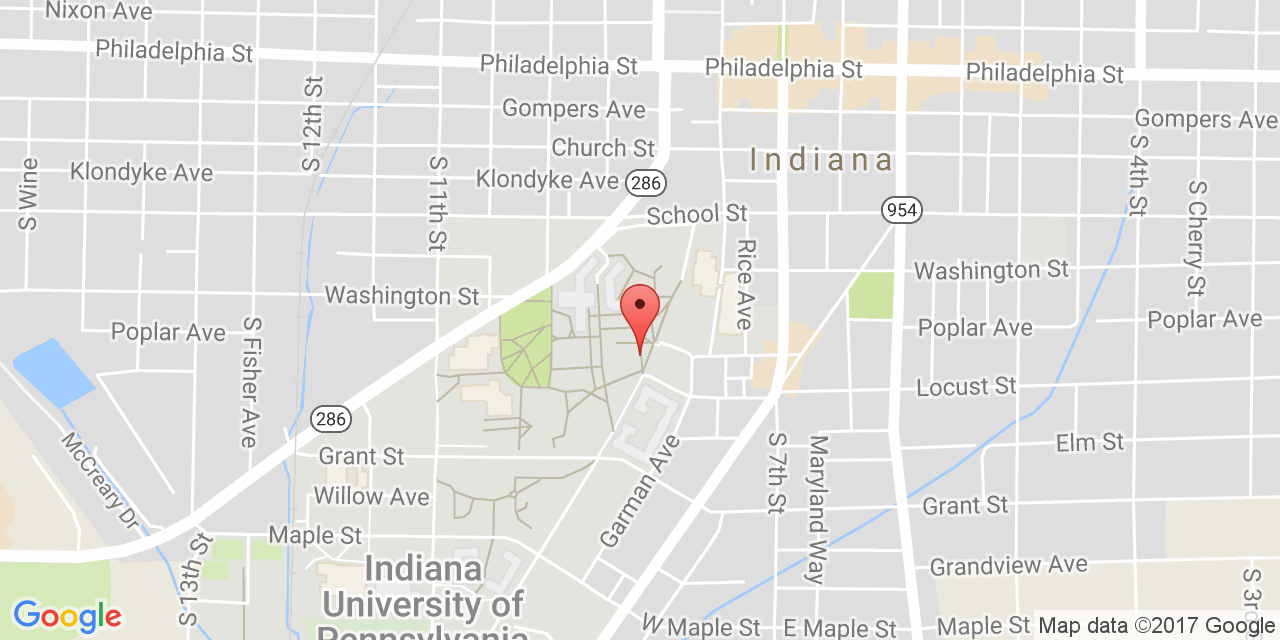 Nixon Ave
Philadelphia St
Philadelphia St
Philadelphia St
Philadelphia St
Gompers Ave
Gompers Ave
S 12th St
Church St
Indiana
S 4th St
S Wine
Klondyke Ave
S 11th St
Klondyke Ave
286
S Cherry St
School St
954
Rice Ave
Washington St
Washington St
Poplar Ave
S Fisher Ave
Poplar Ave
Poplar Ave
Locust St
286
McCreary Dr
Grant St
Garman Ave
S 7th St
Maryland Way
Elm St
Willow Ave
Grant St
Maple St
S 13th St
Indiana
University of
Pennsylvania
Grandview Ave
S 3rd
Google
W Maple St
E Maple St
Maple St
Map data ©2017 Google